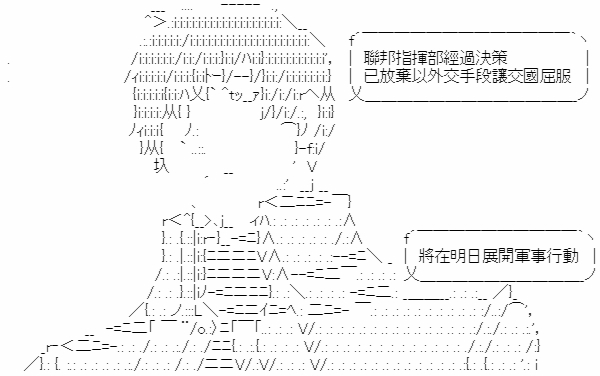 聯邦指揮部經過決策
已放棄以外交手段讓交國屈服
將在明日展開軍事行動